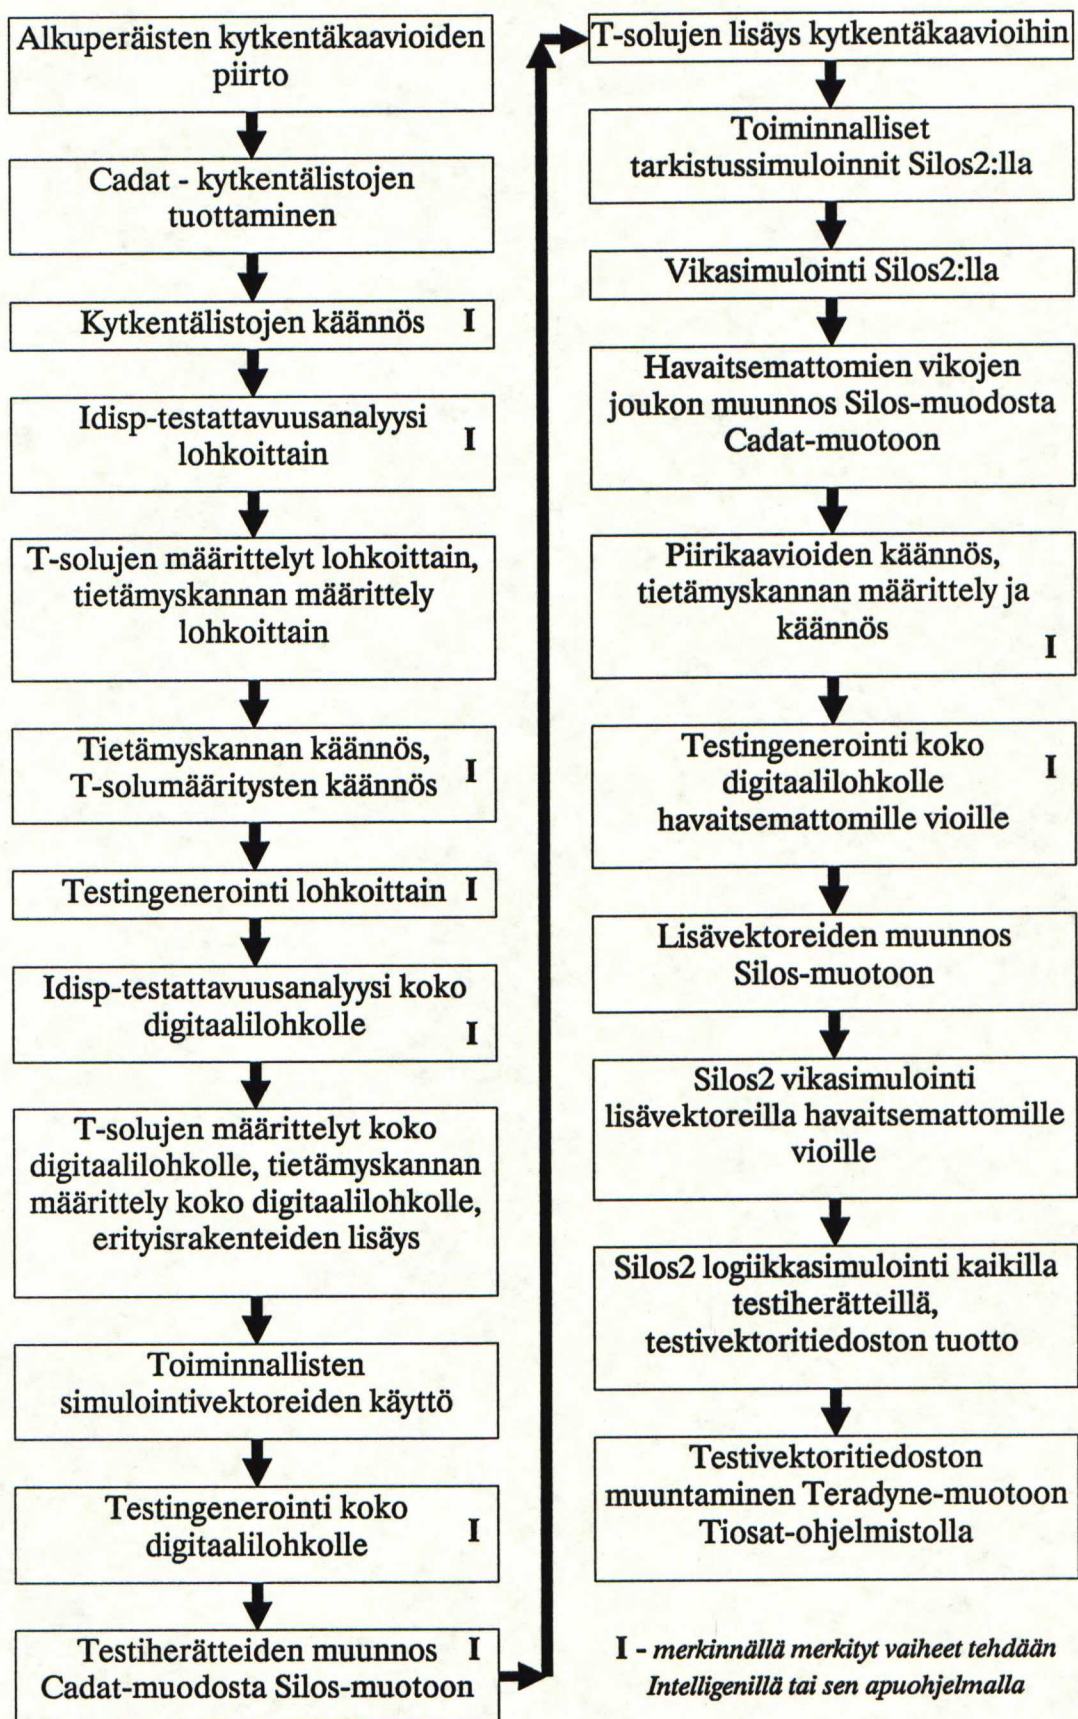 Alkuperäisten kytkentäkaavioiden
piirto
Cadat - kytkentälistojen
tuottaminen
Kytkentälistojen käännös I
Idisp-testattavuusanalyysi
lohkoittain I
T-solujen määrittelyt lohkoittain,
tietämyskannan määrittely
lohkoittain
Tietämyskannan käännös,
T-solumääritysten käännös I
Testingenerointi lohkoittain I
Idisp-testattavuusanalyysi koko
digitaalilohkolle I
T-solujen määrittelyt koko
digitaalilohkolle, tietämyskannan
määrittely koko digitaalilohkolle,
erityisrakenteiden lisäys
Toiminnallisten
simulointivektoreiden käyttö
Testingenerointi koko
digitaalilohkolle I
Testiherätteiden muunnos I
Cadat-muodosta Silos-muotoon
T-solujen lisäys kytkentäkaavioihin
Toiminnalliset
tarkistussimuloinnit Silos2:lla
Vikasimulointi Silos2:lla
Havaitsemattomien vikojen
joukon muunnos Silos-muodosta
Cadat-muotoon
Piirikaavioiden käännös,
tietämyskannan määrittely ja
käännös I
Testingenerointi koko I
digitaalilohkolle
havaitsemattomille vioille
Lisävektoreiden muunnos
Silos-muotoon
Silos2 vikasimulointi
lisävektoreilla havaitsemattomille
vioille
Silos2 logiikkasimulointi kaikilla
testiherätteillä,
testivektoritiedoston tuotto
Testivektoritiedoston
muuntaminen Teradyne-muotoon
Tiosat-ohjelmistolla
I - merkinnällä merkityt vaiheet tehdään
Intelligenillä tai sen apuohjelmalla